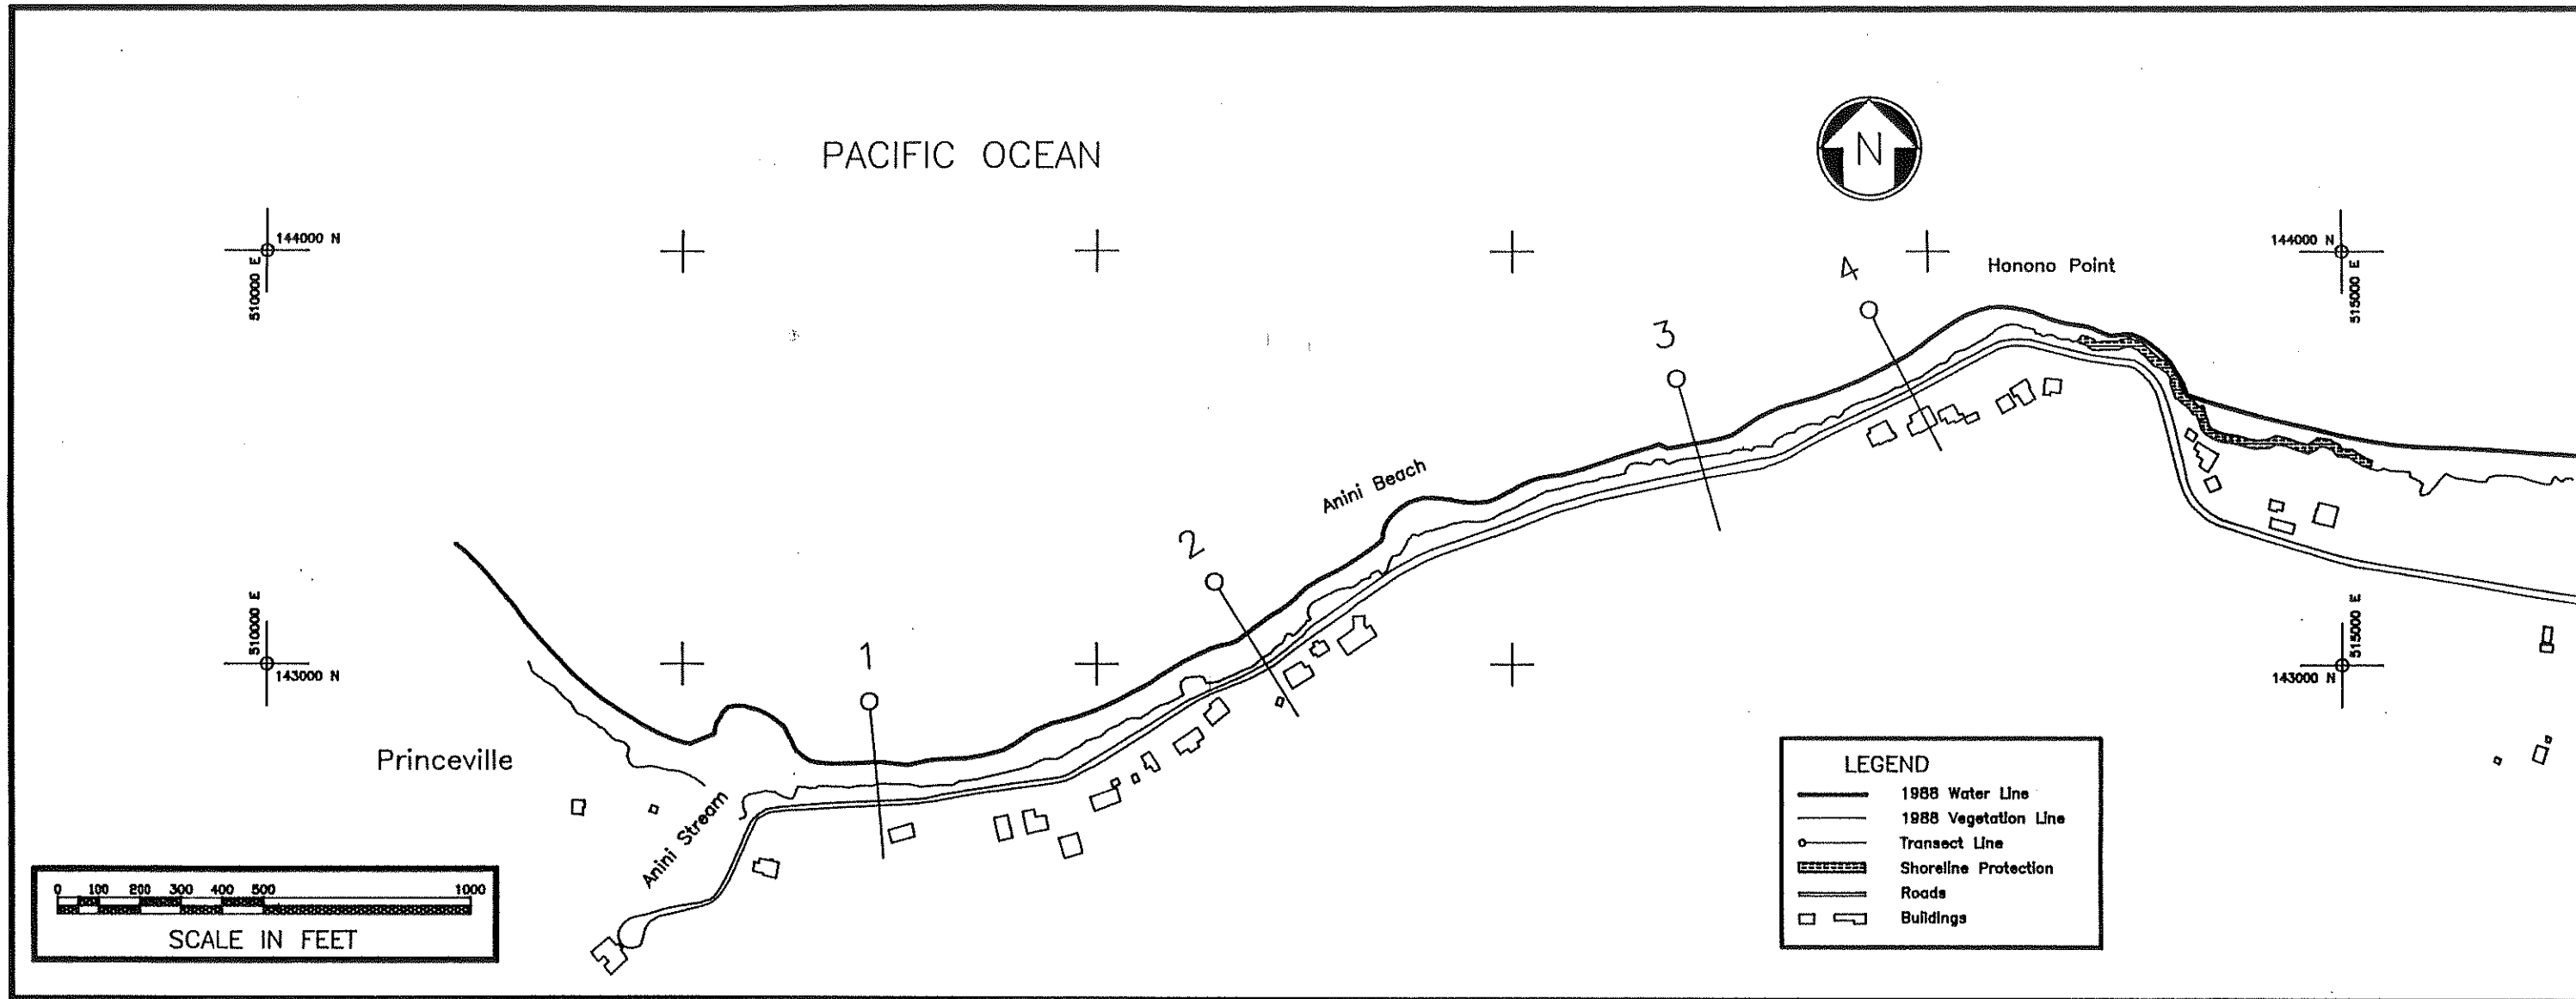 PACIFIC OCEAN
N
144000 N
510000 E
144000 N
515000 E
Honono Point
4
3
Anini Beach
2
1
510000 E
143000 N
515000 E
143000 N
Princeville
Anini Stream
0 100 200 300 400 500 1000
SCALE IN FEET
LEGEND
1988 Water Line
1988 Vegetation Line
Transect Line
Shoreline Protection
Roads
Buildings